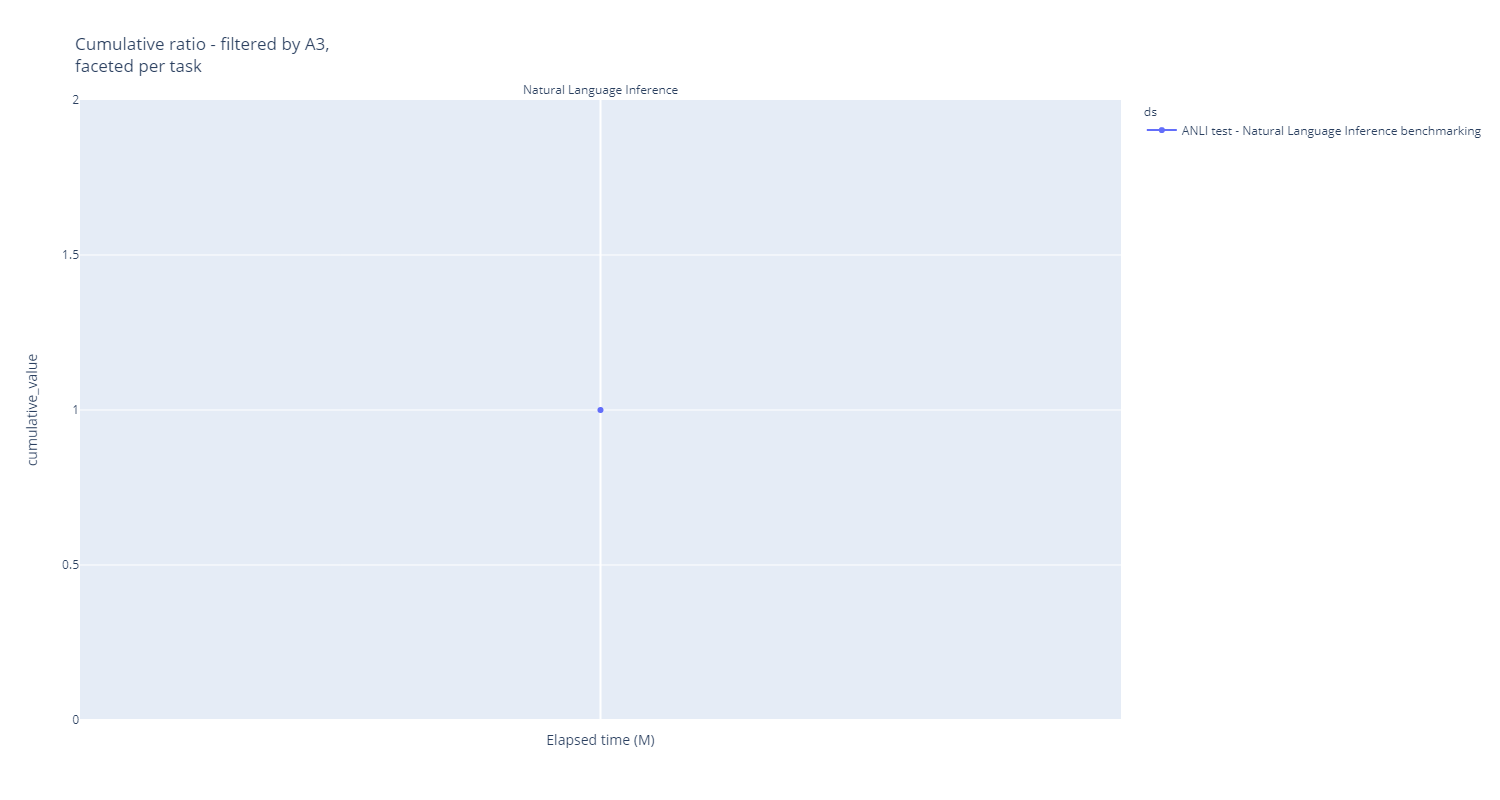 Cumulative ratio - filtered by A3,
faceted per task
Natural Language Inference
2
1.5
1
0.5
0
cumulative_value
Elapsed time (M)
ds
ANLI test - Natural Language Inference benchmarking